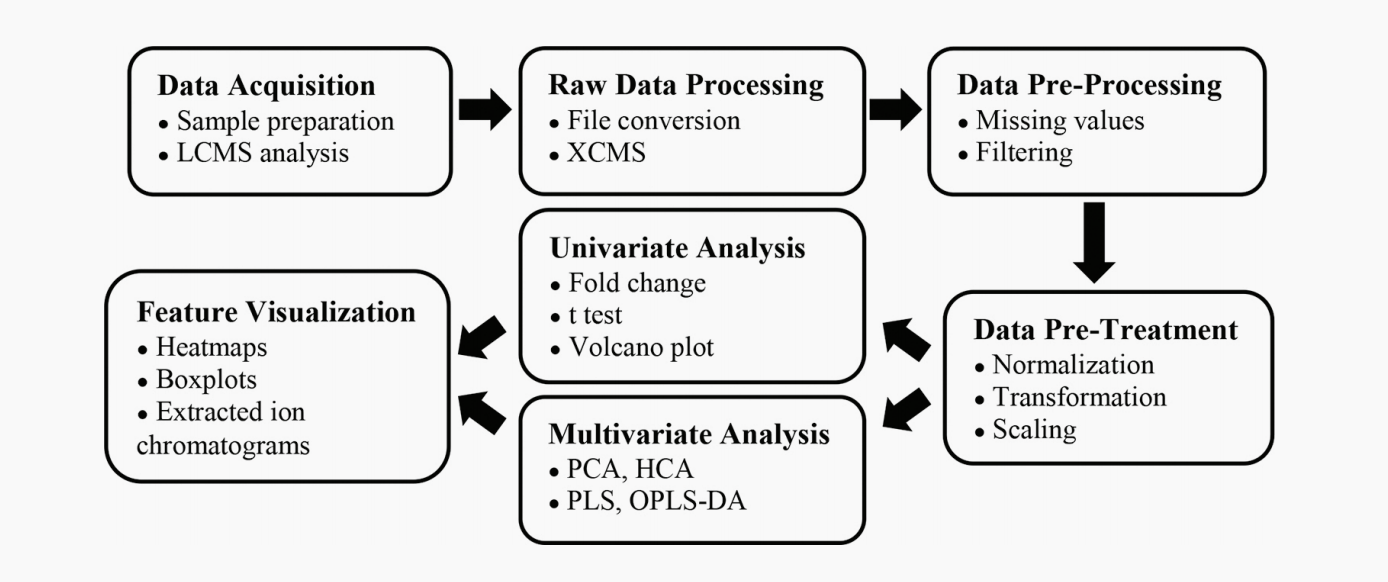 Data Acquisition
• Sample preparation
• LCMS analysis
Raw Data Processing
• File conversion
• XCMS
Data Pre-Processing
• Missing values
• Filtering
Data Pre-Treatment
• Normalization
• Transformation
• Scaling
Univariate Analysis
• Fold change
• t test
• Volcano plot
Multivariate Analysis
• PCA, HCA
• PLS, OPLS-DA
Feature Visualization
• Heatmaps
• Boxplots
• Extracted ion
chromatograms